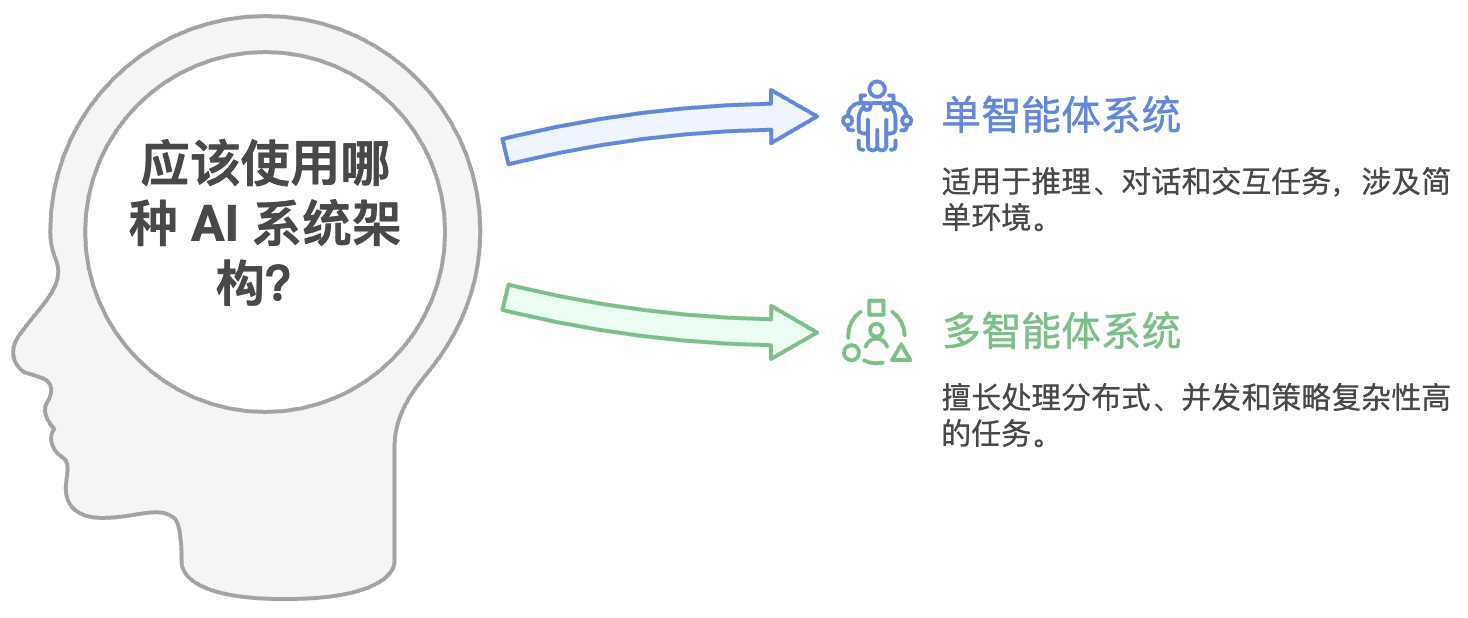 应该使用哪
种 AI 系统架
构?
单智能体系统
适用于推理、对话和交互任务，涉及简
单环境。
多智能体系统
擅长处理分布式、并发和策略复杂性高
的任务。